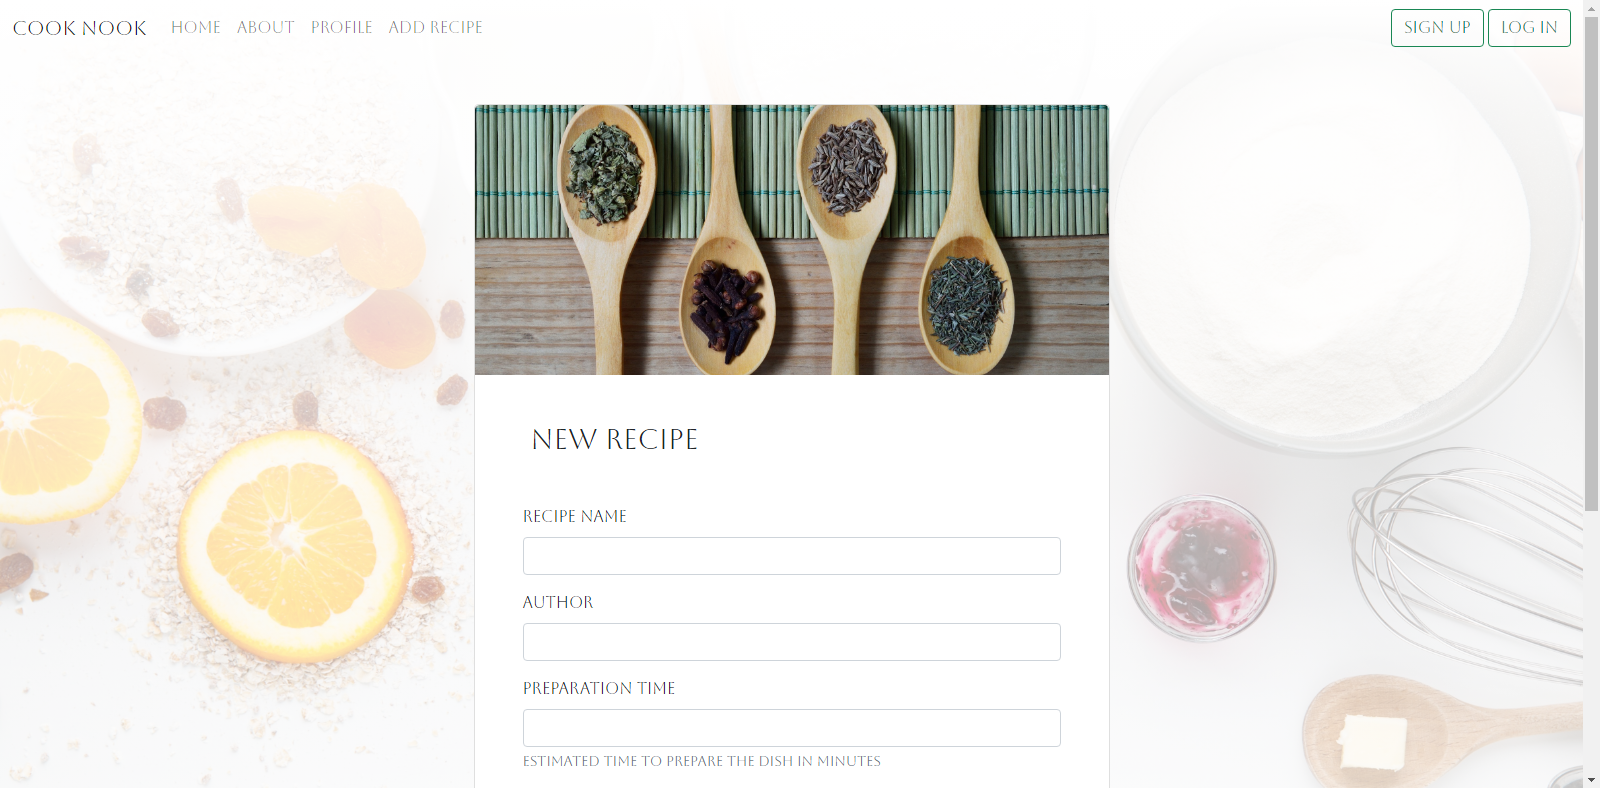 COOK NOOK HOME ABOUT PROFILE ADD RECIPE SIGN UP LOG IN
NEW RECIPE
RECIPE NAME
AUTHOR
PREPARATION TIME
ESTIMATED TIME TO PREPARE THE DISH IN MINUTES